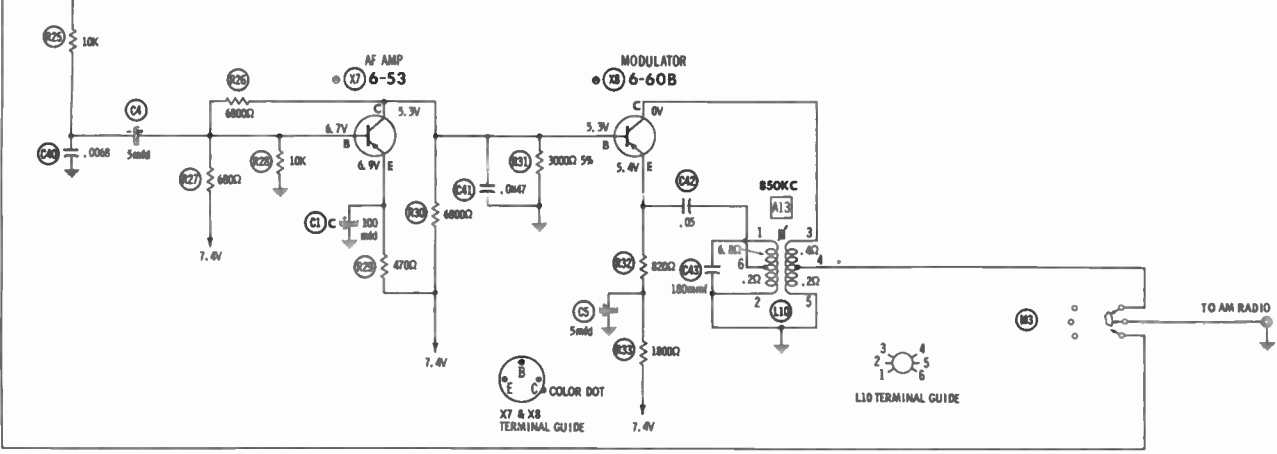 R25
10K
C4
5mfd
C40
.0068
R26
6800Ω
R27
680Ω
7.4V
R28
10K
AF AMP
X7 6-53
C
5.3V
6.7V
B
6.9V
E
C1 C
100
mfd
R29
470Ω
R30
6800Ω
7.4V
C41
.0047
R31
3000Ω 5%
MODULATOR
X8 6-60B
C
0V
5.3V
B
5.4V
E
C42
.05
R32
820Ω
C5
5mfd
R33
1800Ω
7.4V
C43
180mmf
850KC
A13
1
3
6.8Ω
.4Ω
6
4
.2Ω
.2Ω
2
5
L10
B
E
C
COLOR DOT
X7 & X8
TERMINAL GUIDE
3
4
2
5
1
6
L10 TERMINAL GUIDE
M3
TO AM RADIO